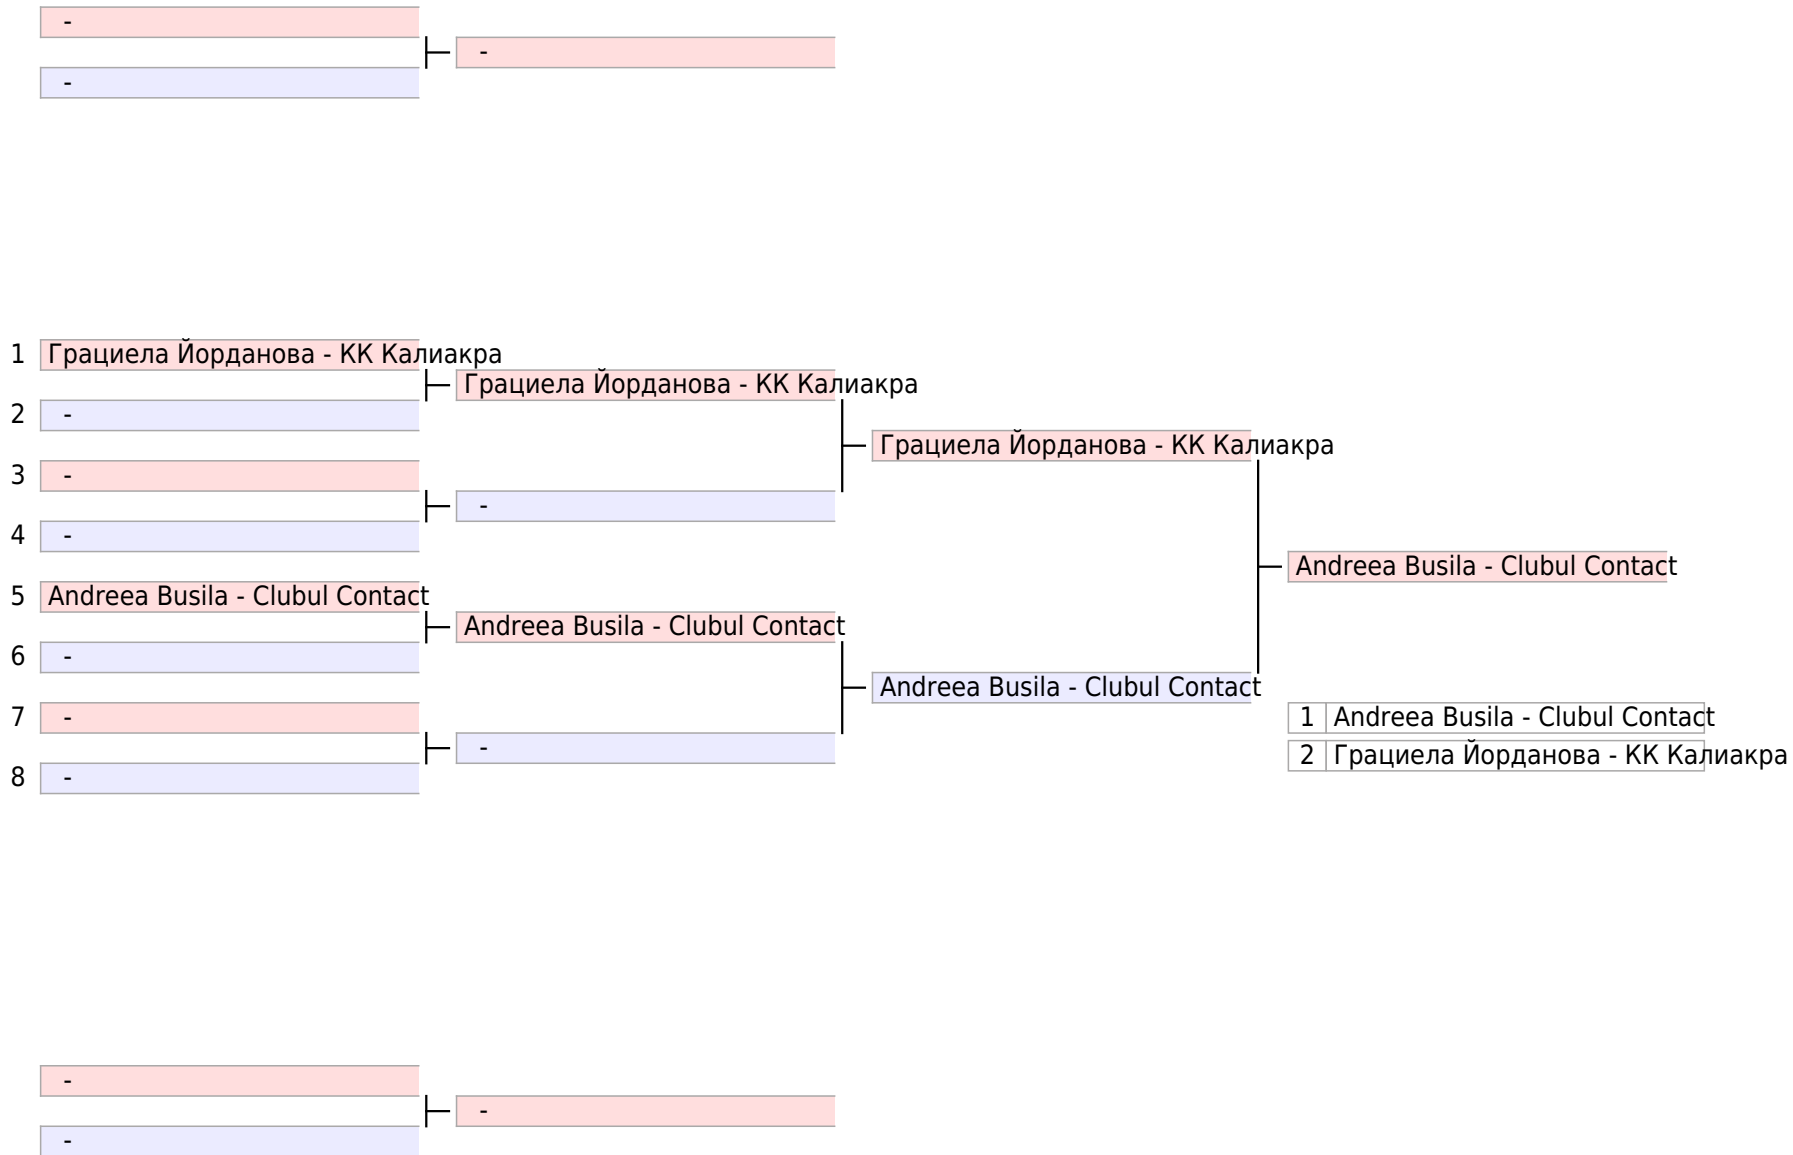 -
-
-
1 Грациела Йорданова - КК Калиакра
Грациела Йорданова - КК Калиакра
2 -
Грациела Йорданова - КК Калиакра
3 -
-
4 -
Andreea Busila - Clubul Contact
5 Andreea Busila - Clubul Contact
Andreea Busila - Clubul Contact
6 -
Andreea Busila - Clubul Contact
7 -
1 Andreea Busila - Clubul Contact
-
2 Грациела Йорданова - КК Калиакра
8 -
-
-
-